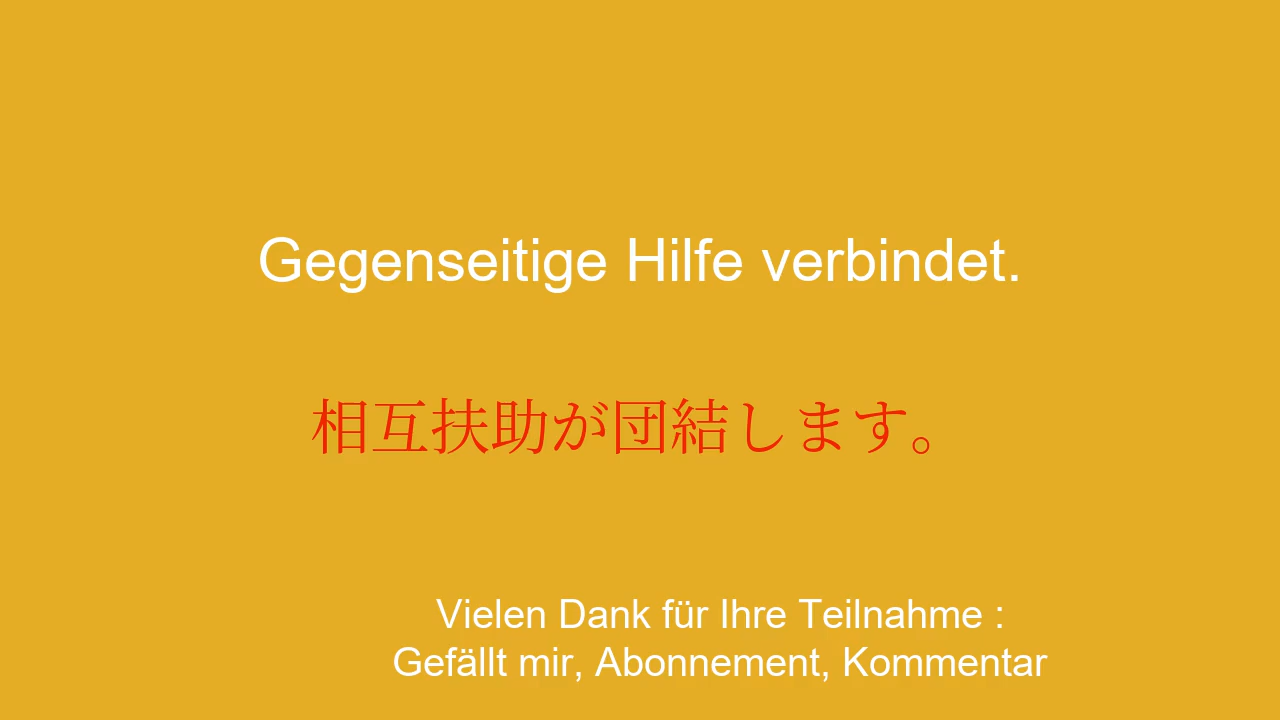 Gegenseitige Hilfe verbindet.
相互扶助が団結します。
Vielen Dank für Ihre Teilnahme :
Gefällt mir, Abonnement, Kommentar